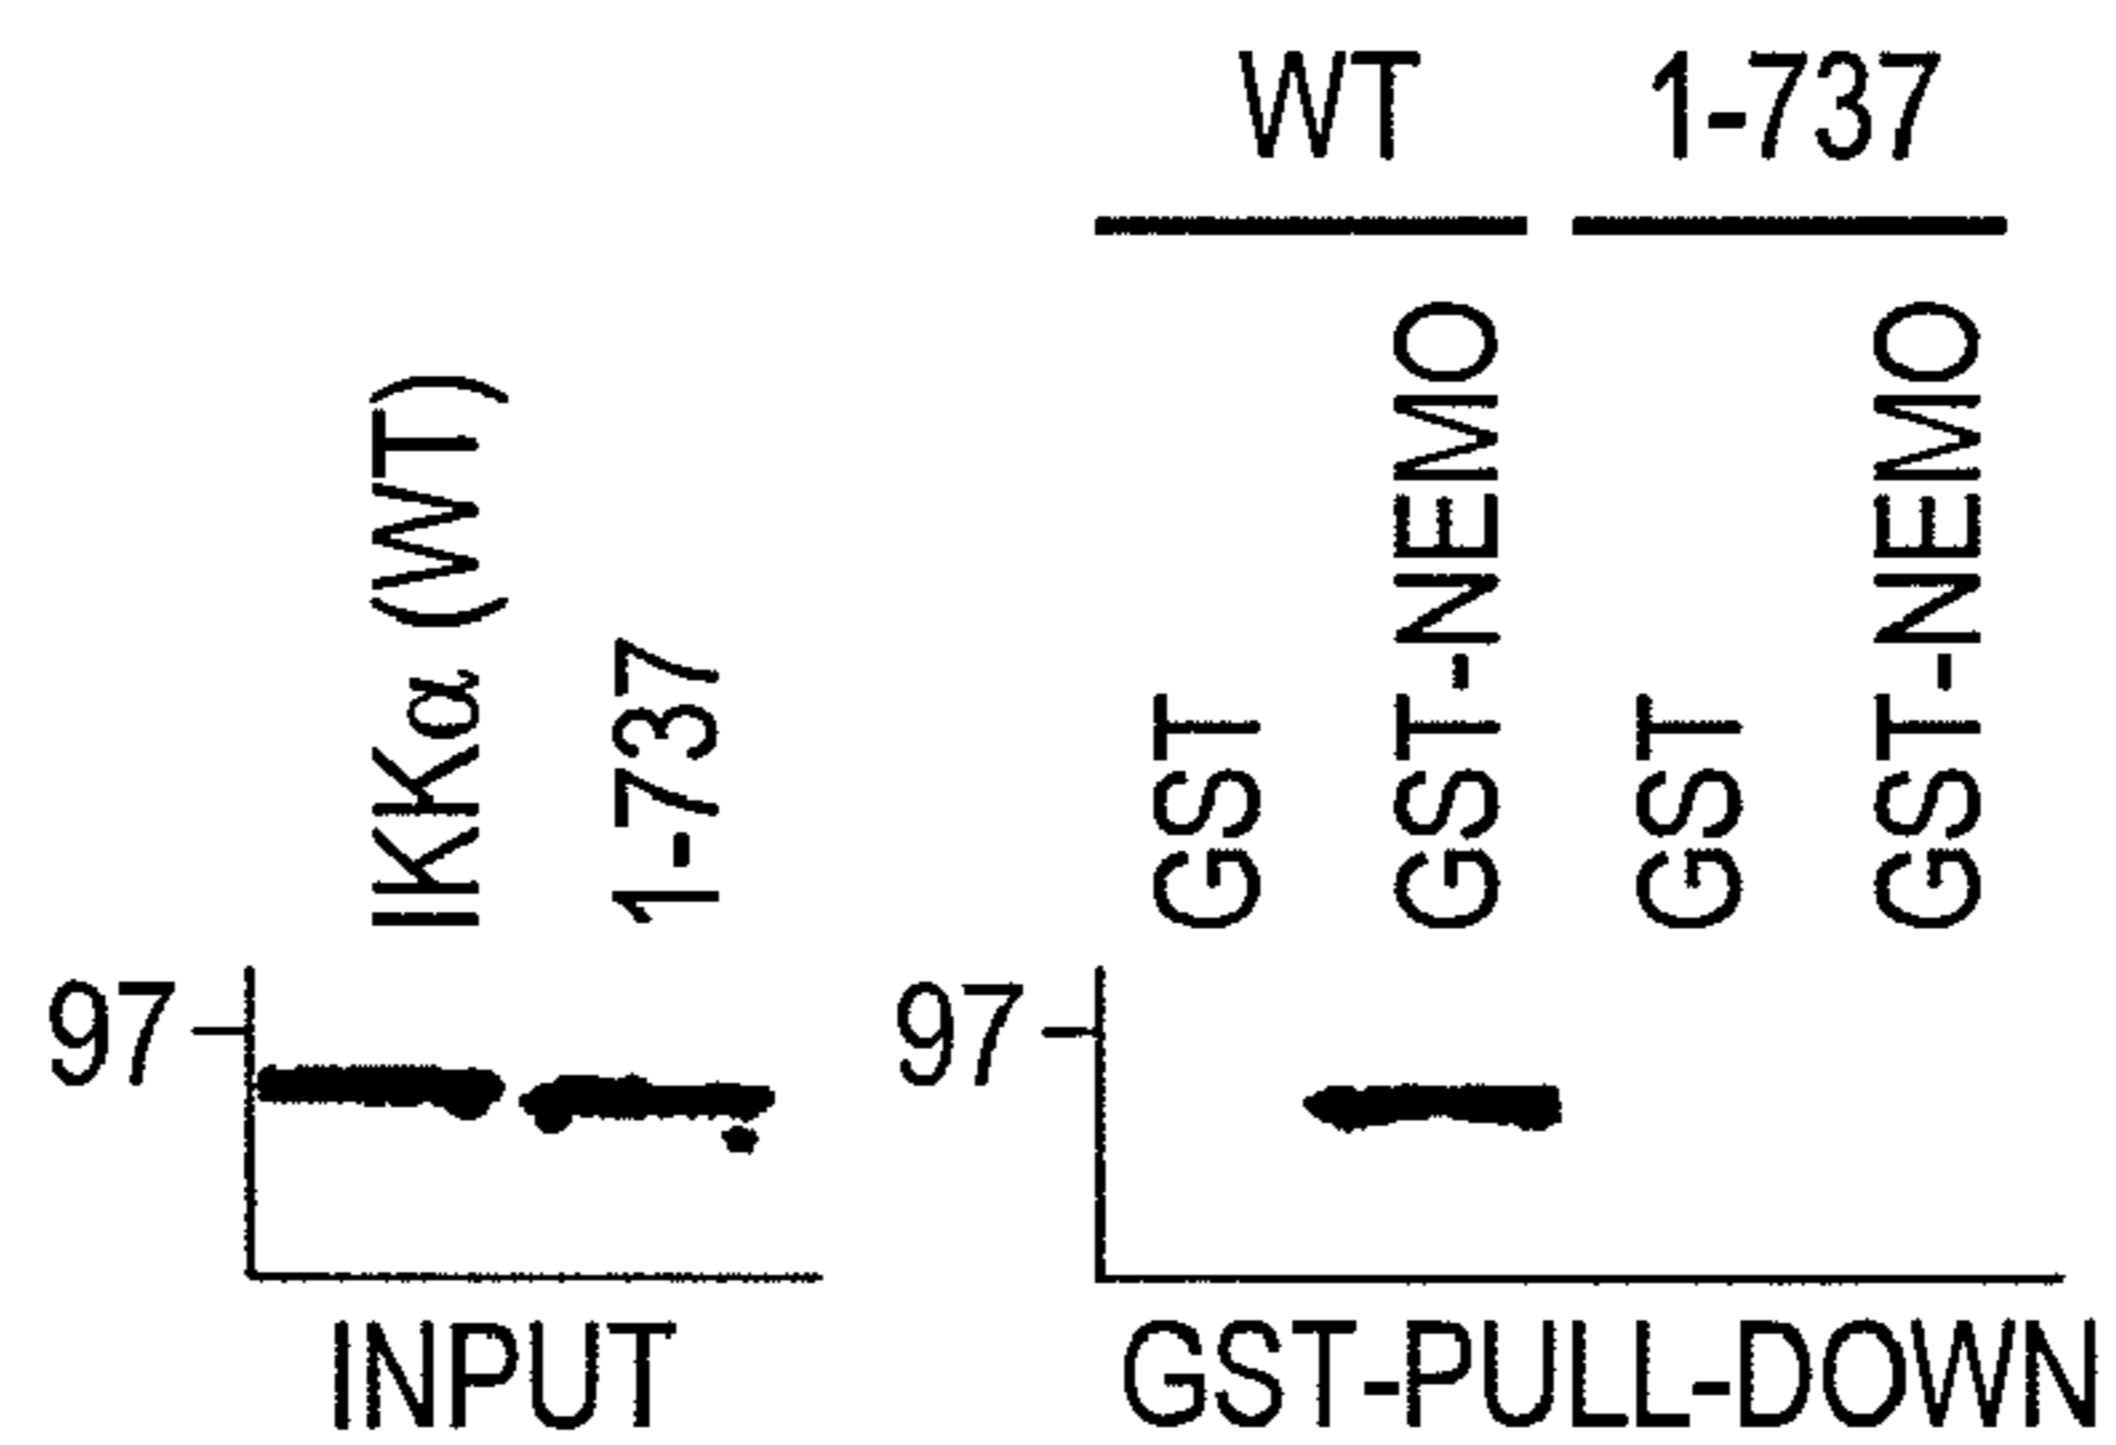 WT 1-737
IKKα (WT)
1-737
GST
GST-NEMO
GST
GST-NEMO
97
97
INPUT
GST-PULL-DOWN